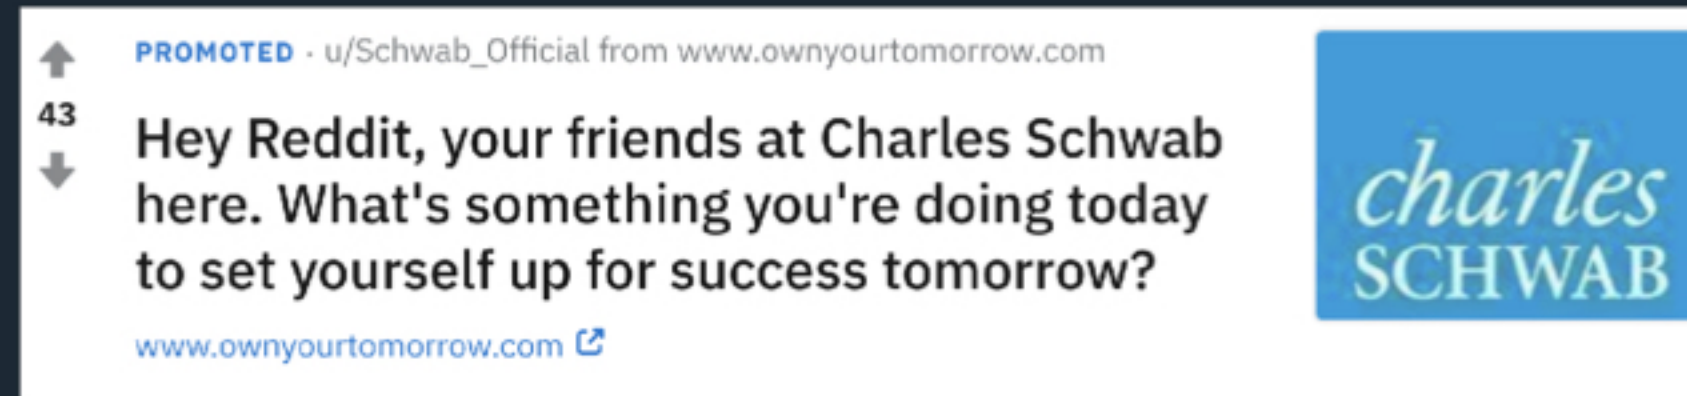 PROMOTED · u/Schwab_Official from www.ownyourtomorrow.com
43
Hey Reddit, your friends at Charles Schwab
here. What's something you're doing today
to set yourself up for success tomorrow?
www.ownyourtomorrow.com
charles
SCHWAB